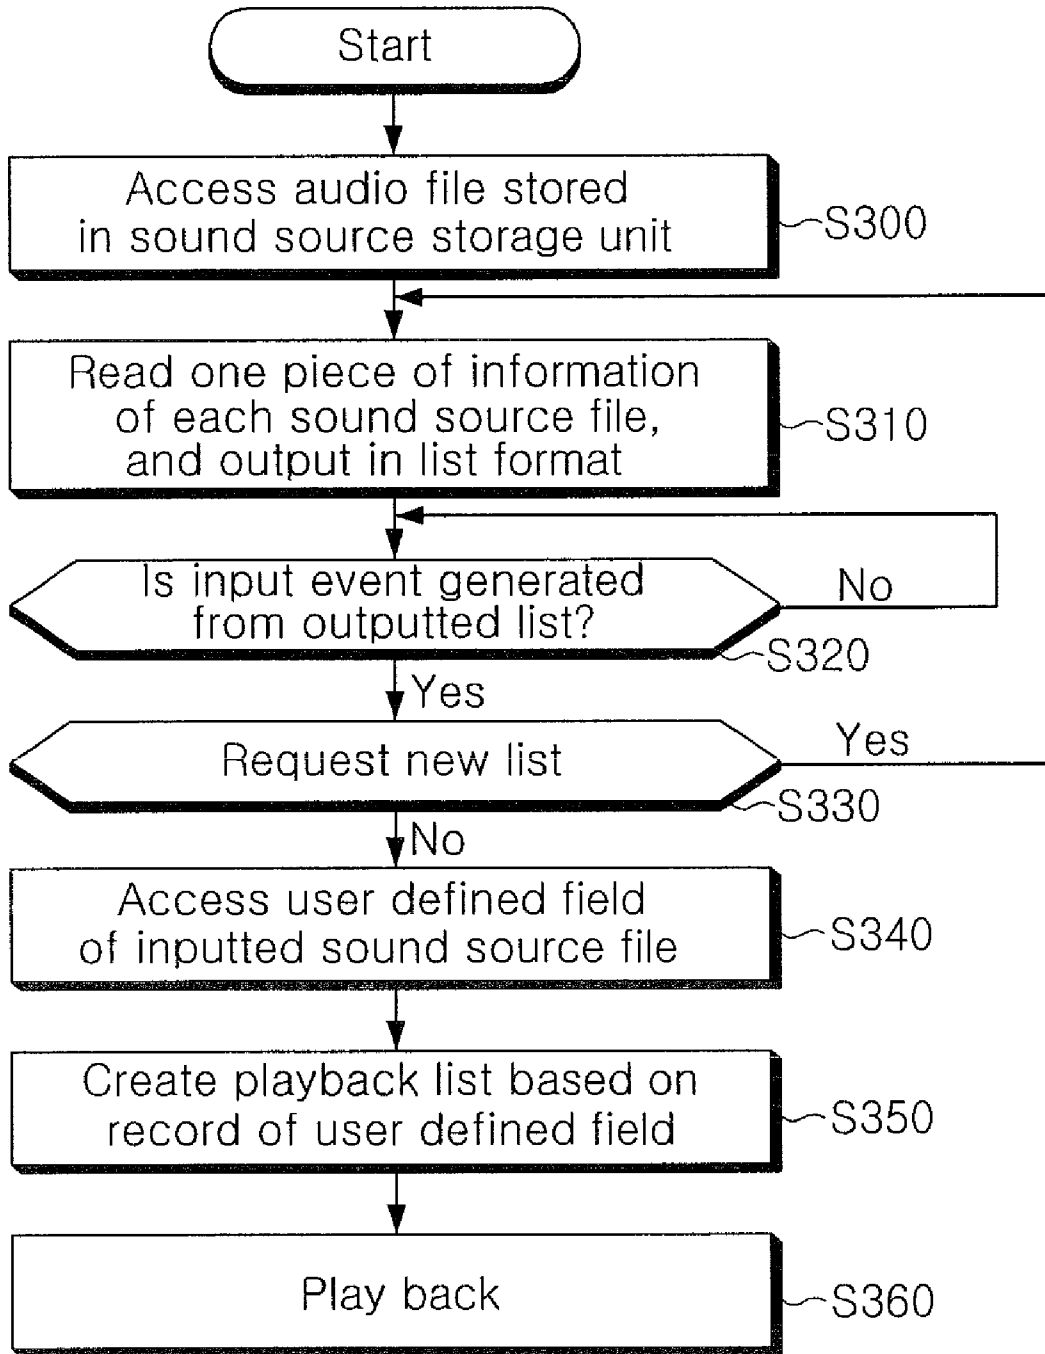 Start
Access audio file stored
in sound source storage unit
S300
Read one piece of information
of each sound source file,
and output in list format
S310
Is input event generated
from outputted list?
No
S320
Yes
Request new list
Yes
S330
No
Access user defined field
of inputted sound source file
S340
Create playback list based on
record of user defined field
S350
Play back
S360